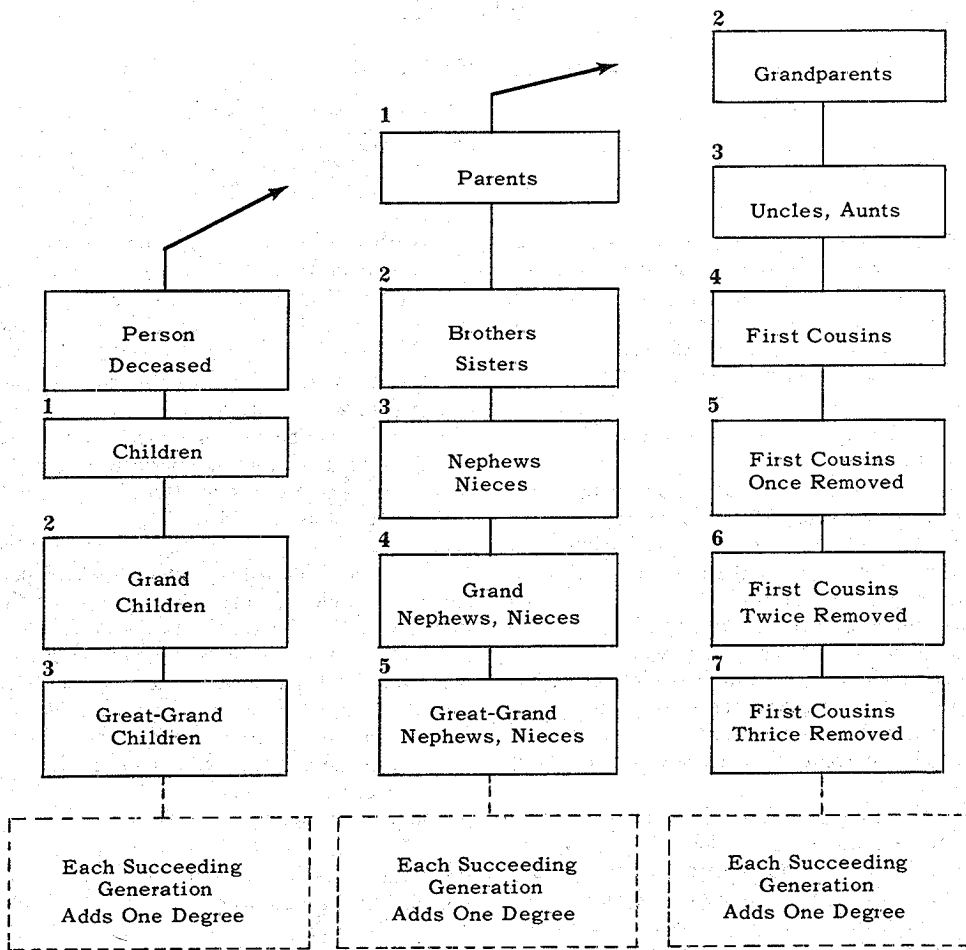 Person
Deceased
1
Children
2
Grand
Children
3
Great-Grand
Children
Each Succeeding
Generation
Adds One Degree
1
Parents
2
Brothers
Sisters
3
Nephews
Nieces
4
Grand
Nephews, Nieces
5
Great-Grand
Nephews, Nieces
Each Succeeding
Generation
Adds One Degree
2
Grandparents
3
Uncles, Aunts
4
First Cousins
5
First Cousins
Once Removed
6
First Cousins
Twice Removed
7
First Cousins
Thrice Removed
Each Succeeding
Generation
Adds One Degree